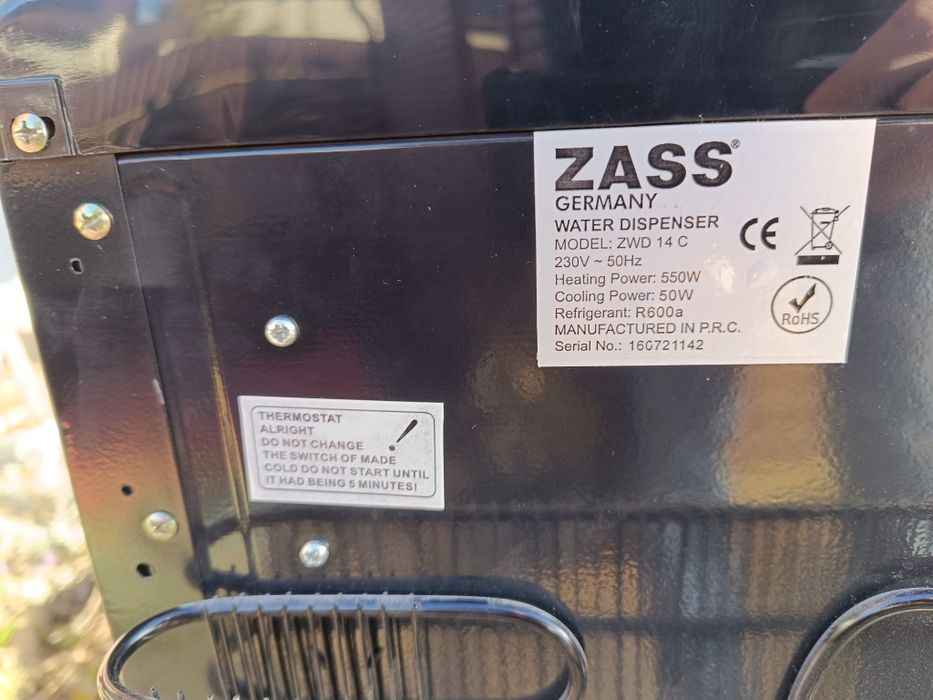 ZASS®
GERMANY
WATER DISPENSER
MODEL: ZWD 14 C
230V ~ 50Hz
Heating Power: 550W
Cooling Power: 50W
Refrigerant: R600a
MANUFACTURED IN P.R.C.
Serial No.: 160721142
CE
RoHS
THERMOSTAT
ALRIGHT
DO NOT CHANGE
THE SWITCH OF MADE
COLD DO NOT START UNTIL
IT HAD BEING 5 MINUTES!